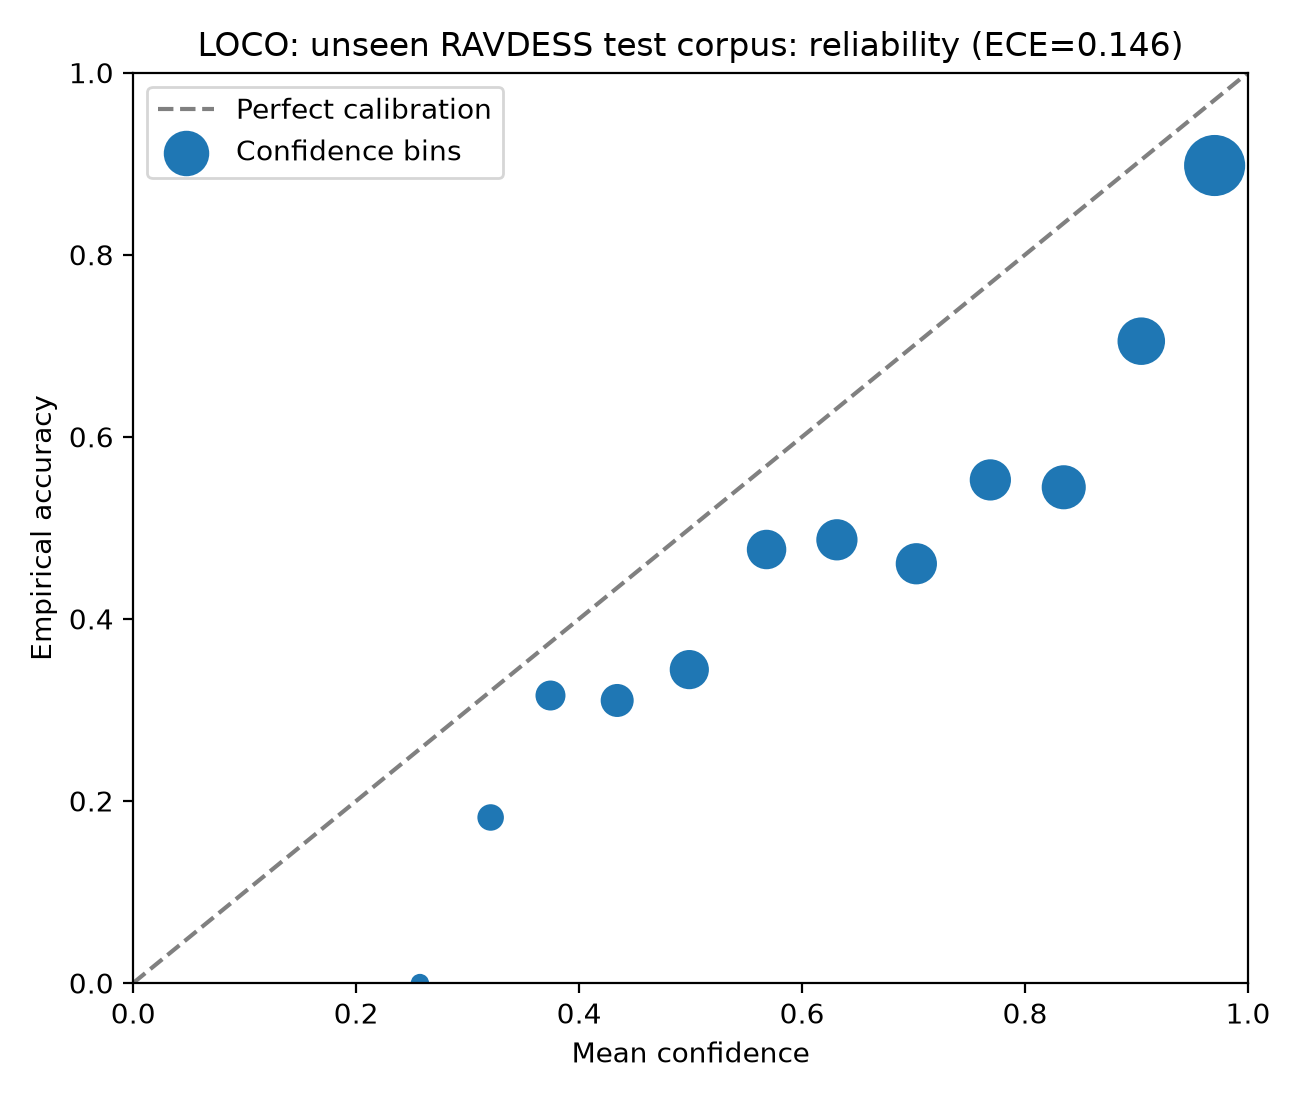 LOCO: unseen RAVDESS test corpus: reliability (ECE=0.146)
Perfect calibration
Confidence bins
Empirical accuracy
1.0
0.8
0.6
0.4
0.2
0.0
0.0 0.2 0.4 0.6 0.8 1.0
Mean confidence